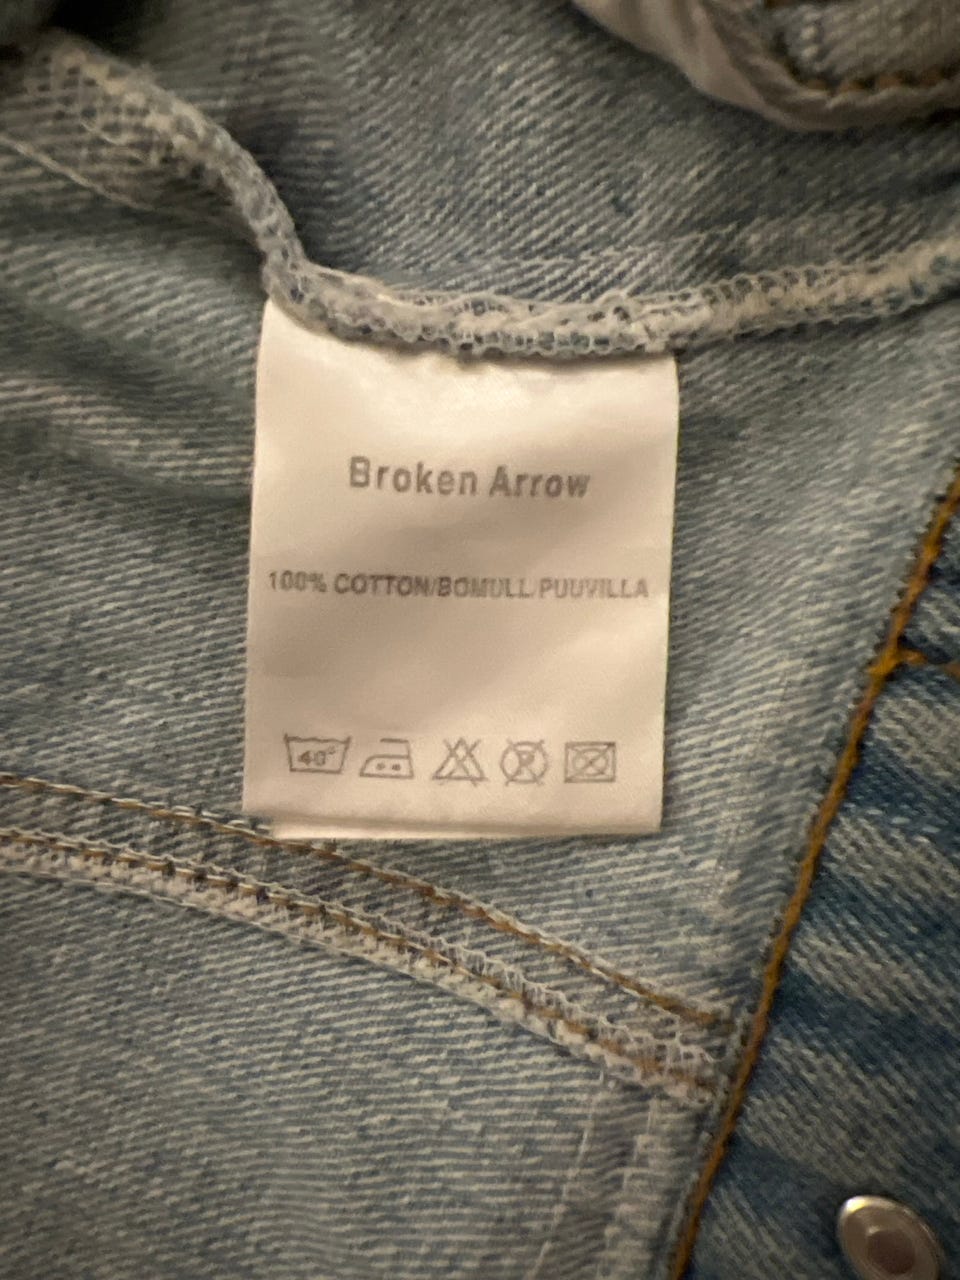 Broken Arrow
100% COTTON/BOMULL/PUUVILLA
40°
P